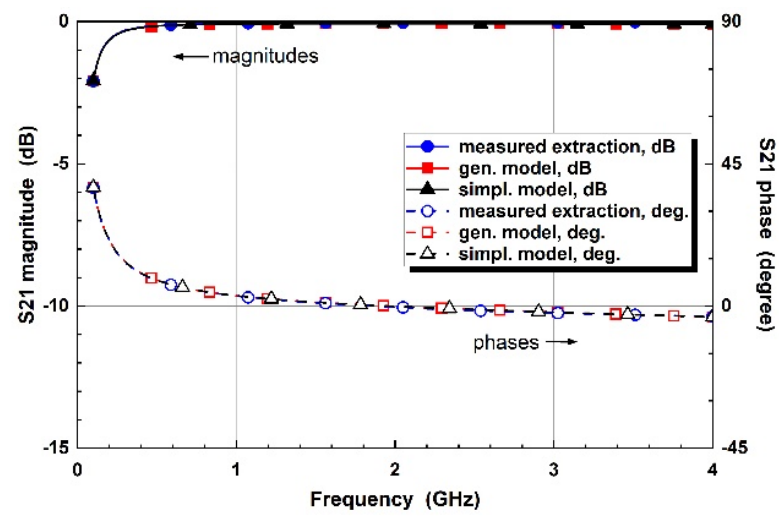 0
90
magnitudes
measured extraction, dB
gen. model, dB
simpl. model, dB
measured extraction, deg.
gen. model, deg.
simpl. model, deg.
-5
45
-10
0
phases
-15
-45
0
1
2
3
4
Frequency (GHz)
S21 magnitude (dB)
S21 phase (degree)